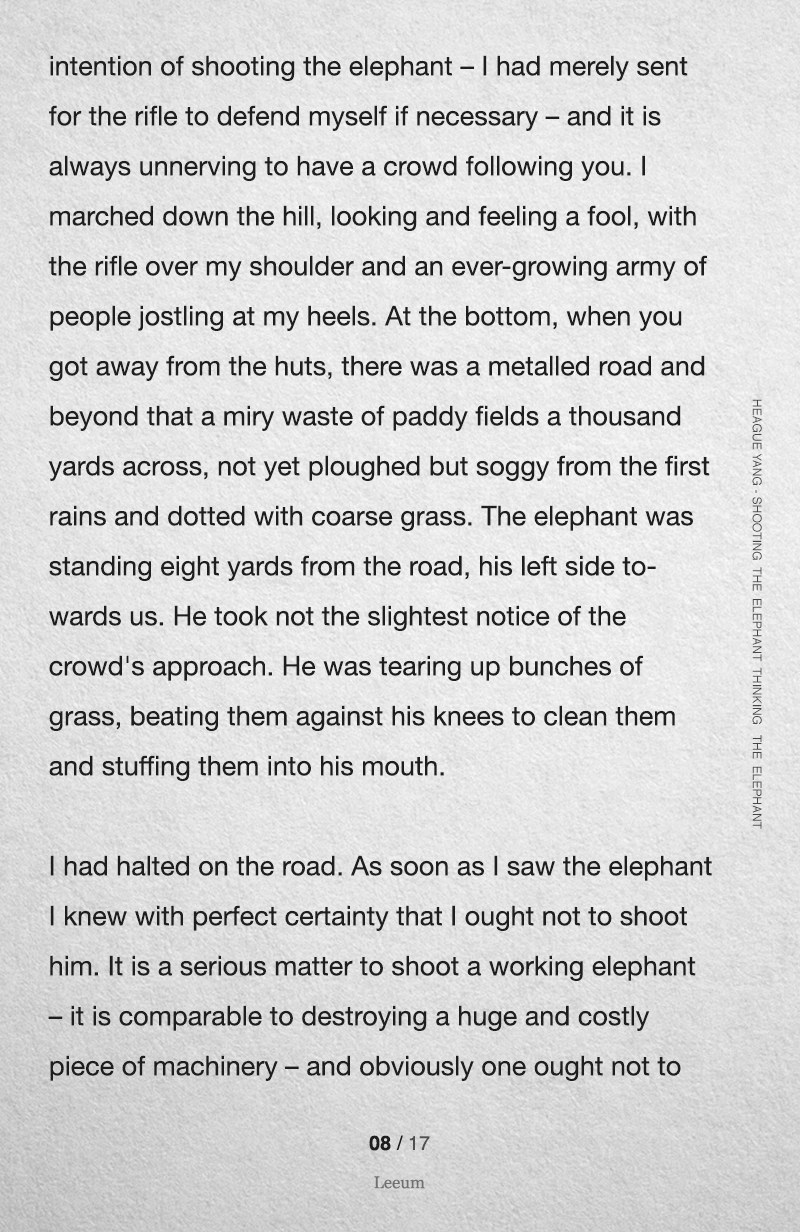 intention of shooting the elephant – I had merely sent
for the rifle to defend myself if necessary – and it is
always unnerving to have a crowd following you. I
marched down the hill, looking and feeling a fool, with
the rifle over my shoulder and an ever-growing army of
people jostling at my heels. At the bottom, when you
got away from the huts, there was a metalled road and
beyond that a miry waste of paddy fields a thousand
yards across, not yet ploughed but soggy from the first
rains and dotted with coarse grass. The elephant was
standing eight yards from the road, his left side to-
wards us. He took not the slightest notice of the
crowd's approach. He was tearing up bunches of
grass, beating them against his knees to clean them
and stuffing them into his mouth.
I had halted on the road. As soon as I saw the elephant
I knew with perfect certainty that I ought not to shoot
him. It is a serious matter to shoot a working elephant
– it is comparable to destroying a huge and costly
piece of machinery – and obviously one ought not to
HEAGUE YANG - SHOOTING THE ELEPHANT THINKING THE ELEPHANT
08 / 17
Leeum